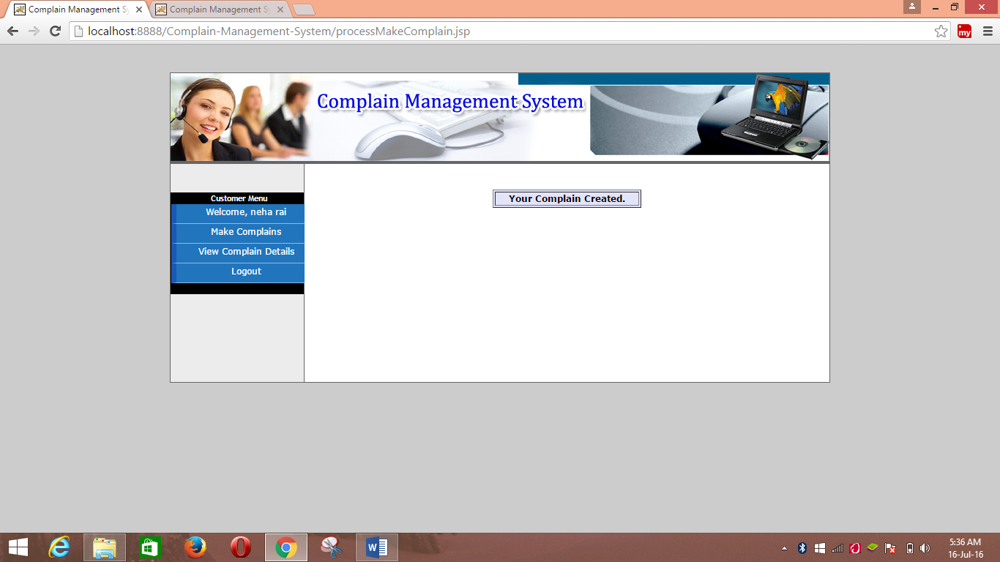 Complain Management S
Complain Management S
localhost:8888/Complain-Management-System/processMakeComplain.jsp
my
Complain Management System
Customer Menu
Welcome, neha rai
Make Complains
View Complain Details
Logout
Your Complain Created.
5:36 AM
16-Jul-16